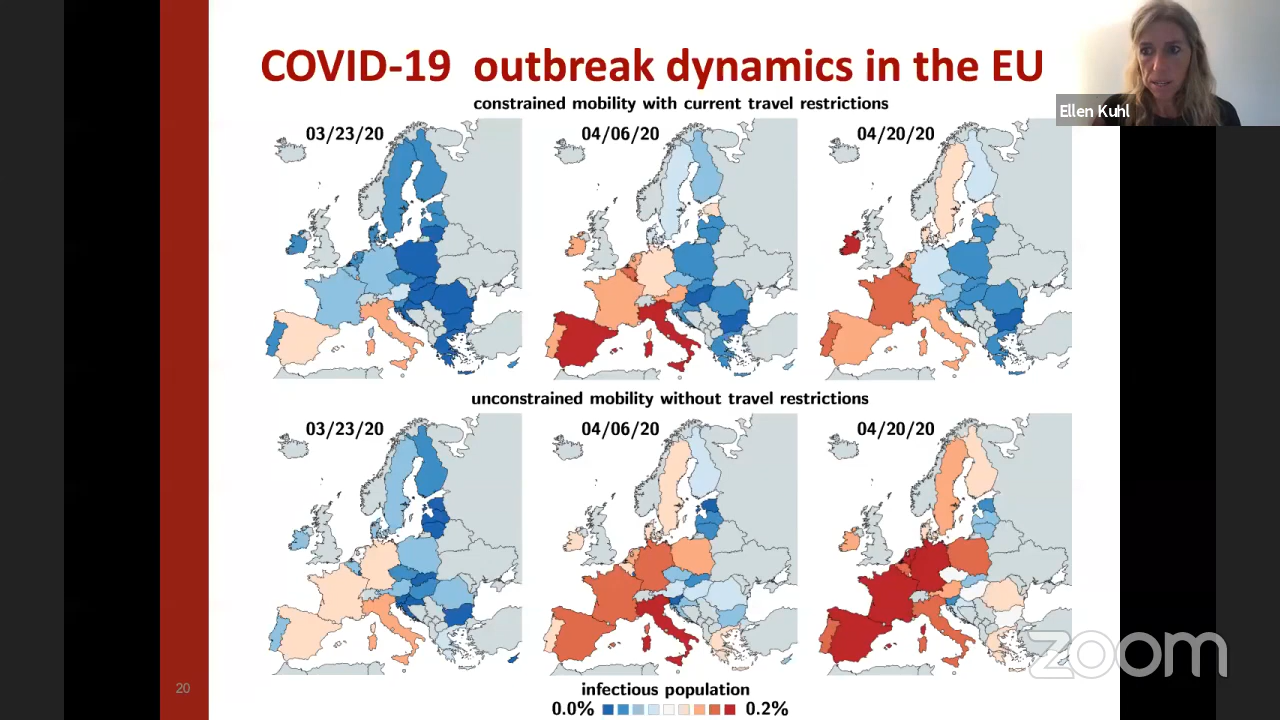 COVID-19 outbreak dynamics in the EU
Ellen Kuhl
constrained mobility with current travel restrictions
03/23/20
04/06/20
04/20/20
unconstrained mobility without travel restrictions
03/23/20
04/06/20
04/20/20
zoom
20
infectious population
0.0%
0.2%